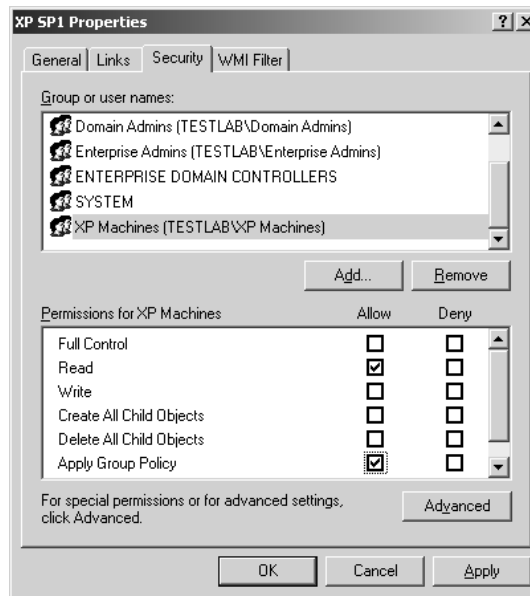 XP SP1 Properties
General Links Security WMI Filter
Group or user names:
Domain Admins (TESTLAB\Domain Admins)
Enterprise Admins (TESTLAB\Enterprise Admins)
ENTERPRISE DOMAIN CONTROLLERS
SYSTEM
XP Machines (TESTLAB\XP Machines)
Add... Remove
Permissions for XP Machines Allow Deny
Full Control
Read
Write
Create All Child Objects
Delete All Child Objects
Apply Group Policy
For special permissions or for advanced settings,
click Advanced.
Advanced
OK Cancel Apply